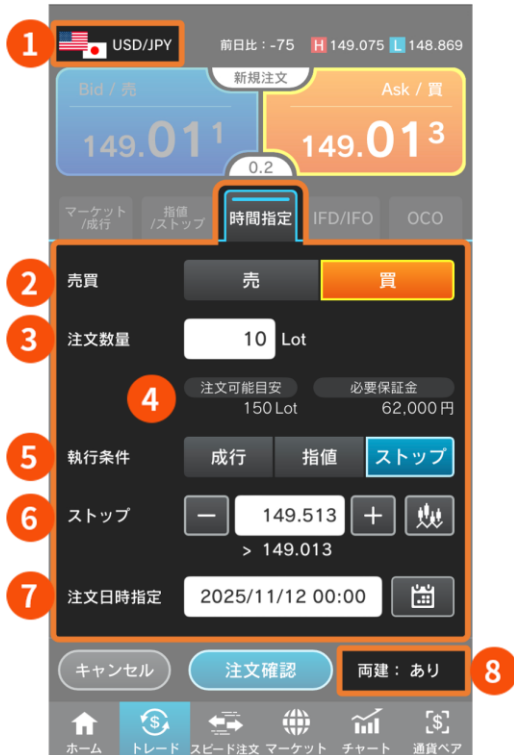 1
USD/JPY 前日比：-75 H 149.075 L 148.869
新規注文
Bid / 売 Ask / 買
149.011 149.013
0.2
マーケット/成行 指値/ストップ 時間指定 IFD/IFO OCO
2 売買 売 買
3 注文数量 10 Lot
4 注文可能目安 必要保証金
150 Lot 62,000 円
5 執行条件 成行 指値 ストップ
6 ストップ − 149.513 +
> 149.013
7 注文日時指定 2025/11/12 00:00
キャンセル 注文確認 両建： あり 8
ホーム トレード スピード注文 マーケット チャート 通貨ペア